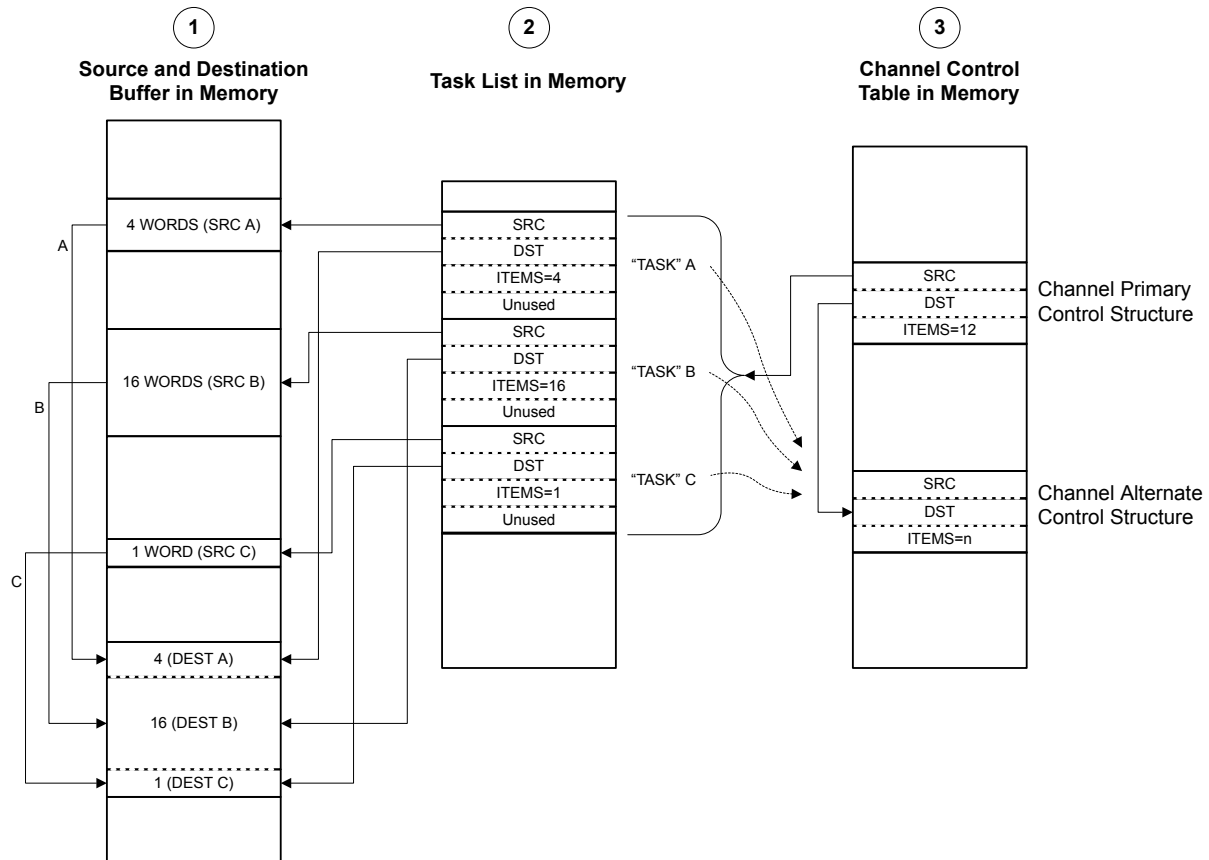 1
Source and Destination
Buffer in Memory
4 WORDS (SRC A)
A
16 WORDS (SRC B)
B
1 WORD (SRC C)
C
4 (DEST A)
16 (DEST B)
1 (DEST C)
2
Task List in Memory
SRC
DST
ITEMS=4
Unused
SRC
DST
ITEMS=16
Unused
SRC
DST
ITEMS=1
Unused
“TASK” A
“TASK” B
“TASK” C
3
Channel Control
Table in Memory
SRC
DST
ITEMS=12
Channel Primary
Control Structure
SRC
DST
ITEMS=n
Channel Alternate
Control Structure